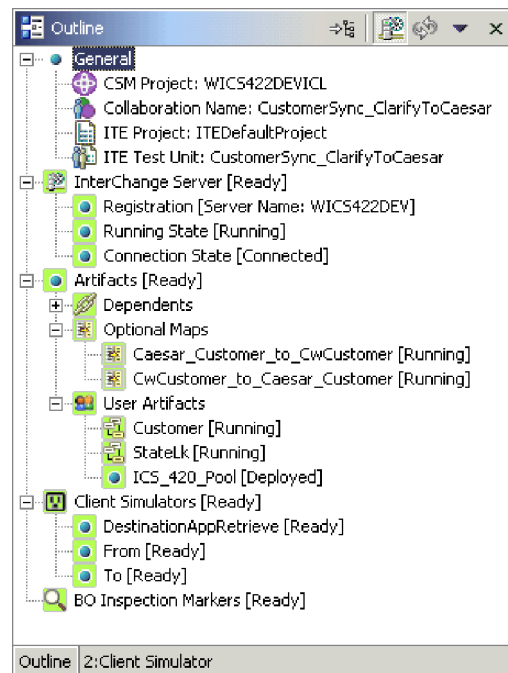 Outline
General
CSM Project: WICS422DEVICL
Collaboration Name: CustomerSync_ClarifyToCaesar
ITE Project: ITEDefaultProject
ITE Test Unit: CustomerSync_ClarifyToCaesar
InterChange Server [Ready]
Registration [Server Name: WICS422DEV]
Running State [Running]
Connection State [Connected]
Artifacts [Ready]
Dependents
Optional Maps
Caesar_Customer_to_CwCustomer [Running]
CwCustomer_to_Caesar_Customer [Running]
User Artifacts
Customer [Running]
StateLk [Running]
ICS_420_Pool [Deployed]
Client Simulators [Ready]
DestinationAppRetrieve [Ready]
From [Ready]
To [Ready]
BO Inspection Markers [Ready]
Outline 2:Client Simulator